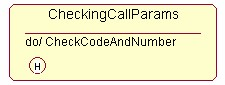 CheckingCallParams
do/ CheckCodeAndNumber
H